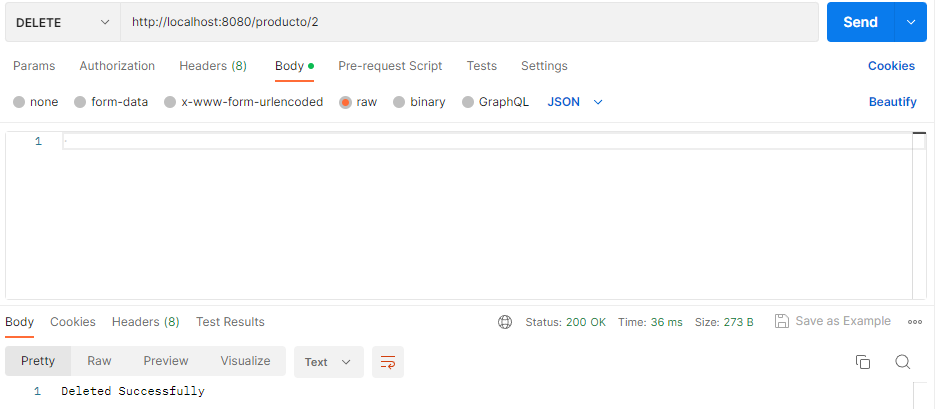 DELETE http://localhost:8080/producto/2 Send
Params Authorization Headers (8) Body Pre-request Script Tests Settings Cookies
none form-data x-www-form-urlencoded raw binary GraphQL JSON Beautify
1
Body Cookies Headers (8) Test Results Status: 200 OK Time: 36 ms Size: 273 B Save as Example
Pretty Raw Preview Visualize Text
1 Deleted Successfully